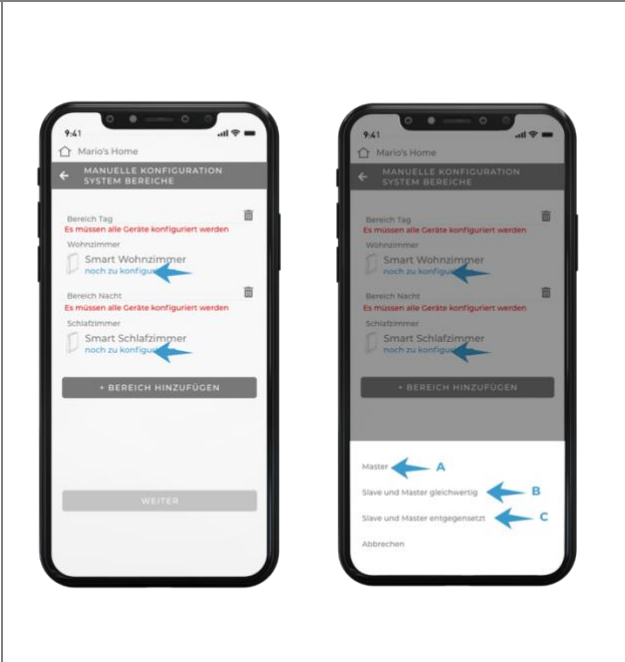 9:41
Mario's Home
MANUELLE KONFIGURATION
SYSTEM BEREICHE
Bereich Tag
Es müssen alle Geräte konfiguriert werden
Wohnzimmer
Smart Wohnzimmer
noch zu
Bereich Nacht
Es müssen alle Geräte konfiguriert werden
Schlafzimmer
Smart Schlafzimmer
noch zu
+ BEREICH HINZUFÜGEN
WEITER
9:41
Mario's Home
MANUELLE KONFIGURATION
SYSTEM BEREICHE
Bereich Tag
Es müssen alle Geräte konfiguriert werden
Wohnzimmer
Smart Wohnzimmer
noch zu
Bereich Nacht
Es müssen alle Geräte konfiguriert werden
Schlafzimmer
Smart Schlafzimmer
noch zu
+ BEREICH HINZUFÜGEN
Master A
Slave und Master gleichwertig B
Slave und Master entgegensetzt C
Abbrechen